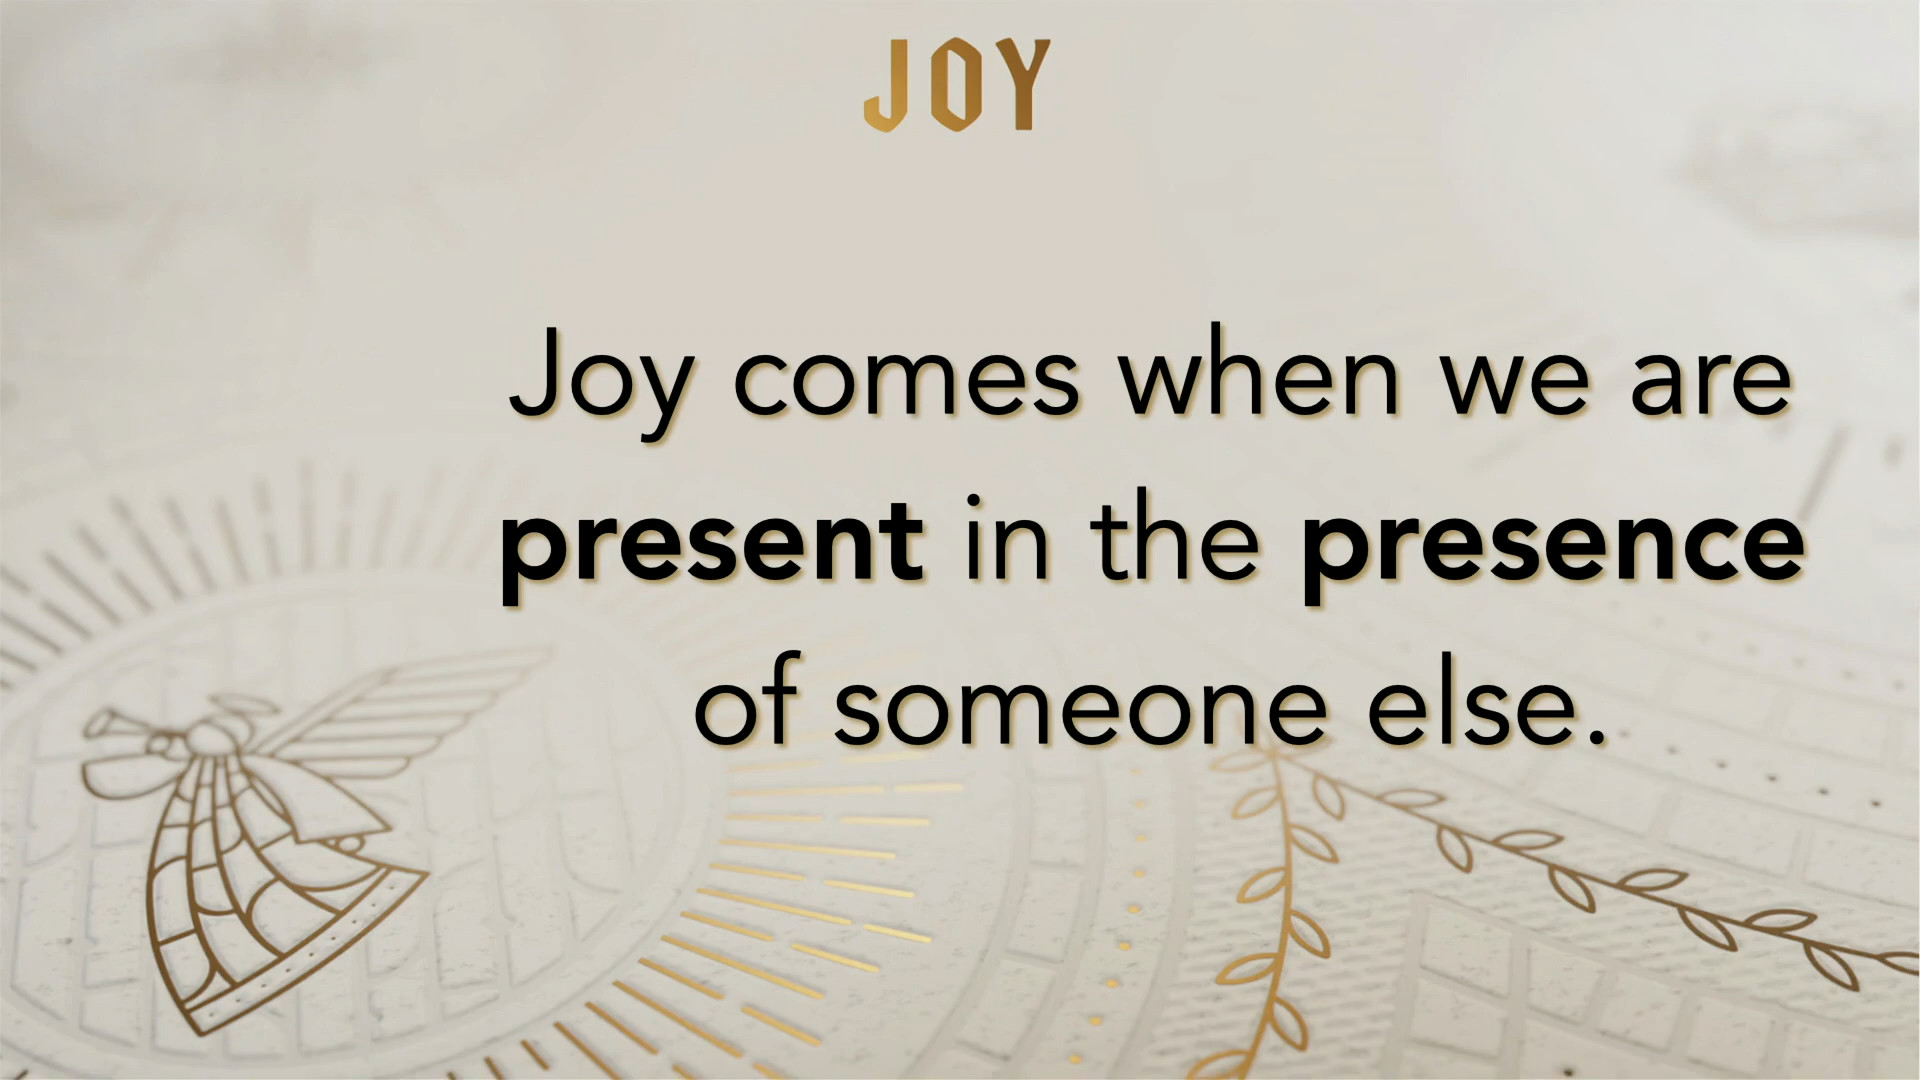 JOY
Joy comes when we are
present in the presence
of someone else.